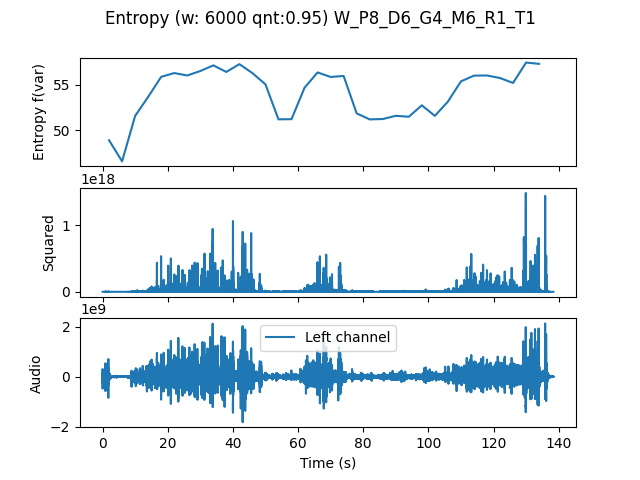 Entropy (w: 6000 qnt:0.95) W_P8_D6_G4_M6_R1_T1
Entropy f(var)
55
50
1e18
Squared
1
0
1e9
Audio
2
0
−2
Left channel
0 20 40 60 80 100 120 140
Time (s)